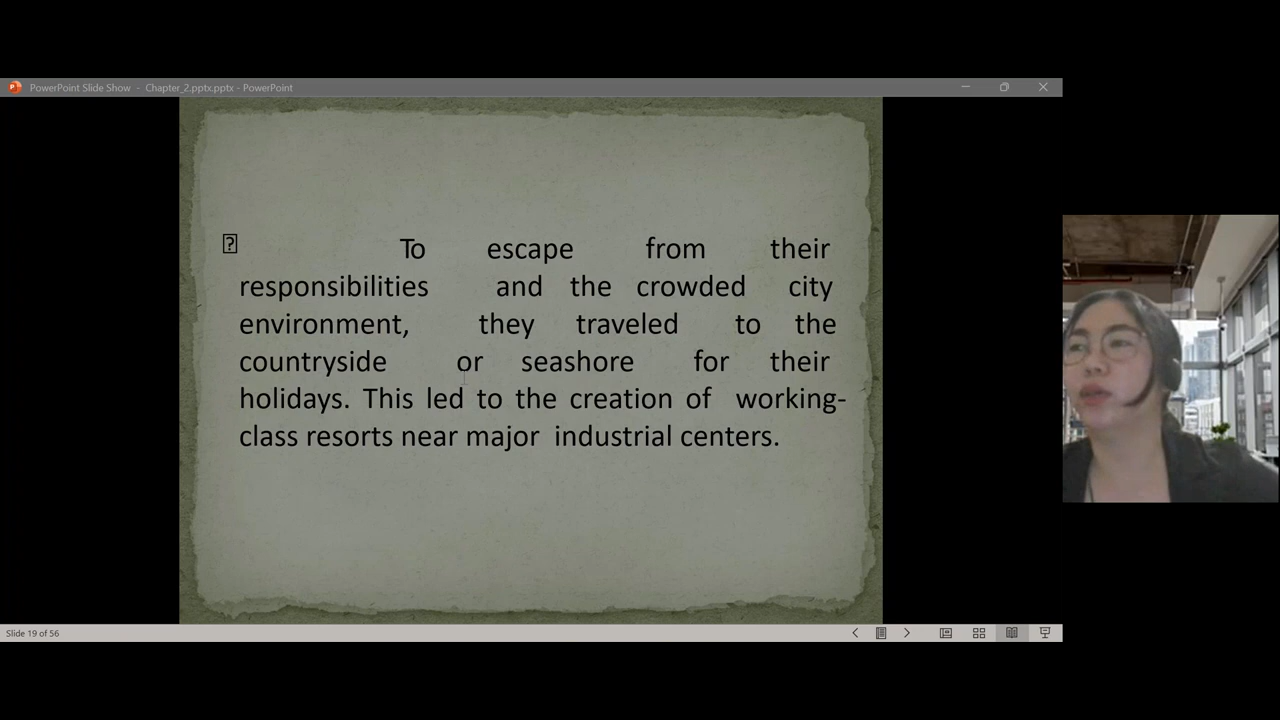 PowerPoint Slide Show - Chapter_2.pptx.pptx - PowerPoint
To escape from their
responsibilities and the crowded city
environment, they traveled to the
countryside or seashore for their
holidays. This led to the creation of working-
class resorts near major industrial centers.
Slide 19 of 56